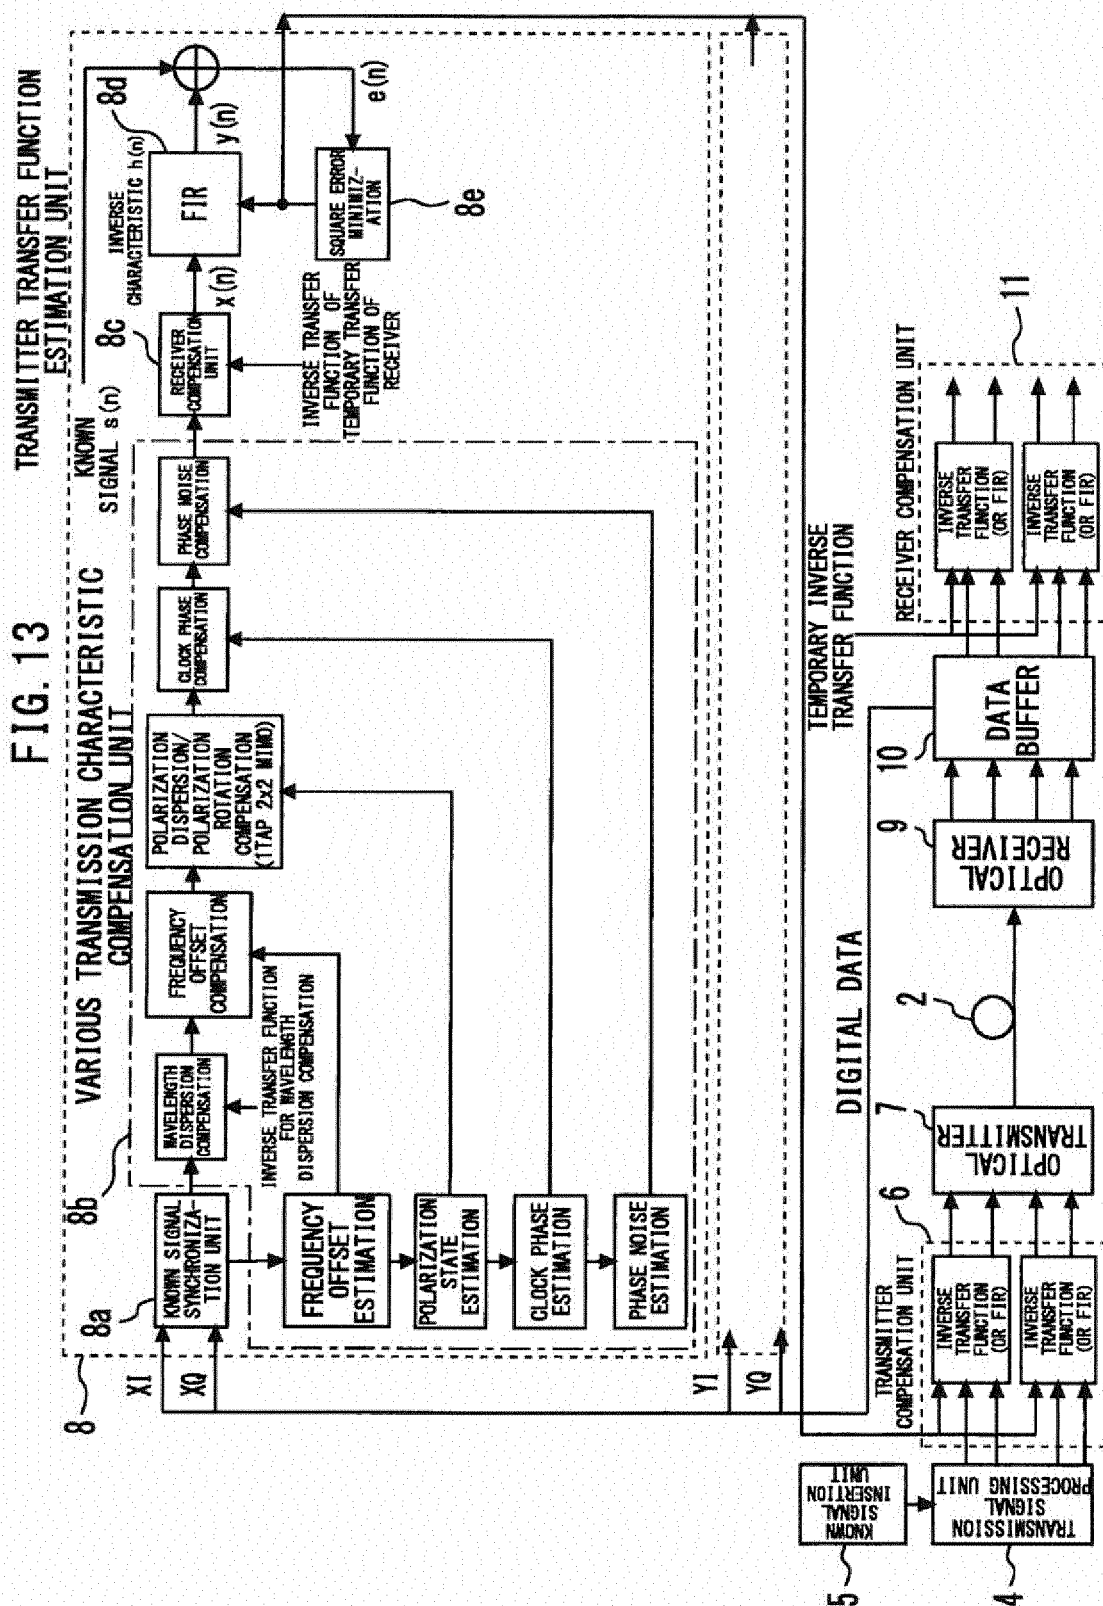 FIG. 13
TRANSMITTER TRANSFER FUNCTION
ESTIMATION UNIT
VARIOUS TRANSMISSION CHARACTERISTIC
COMPENSATION UNIT
8
8a
8b
8c
8d
8e
XI
XQ
KNOWN SIGNAL
SYNCHRONIZA-
TION UNIT
WAVELENGTH
DISPERSION
COMPENSATION
INVERSE TRANSFER FUNCTION
FOR WAVELENGTH
DISPERSION COMPENSATION
FREQUENCY
OFFSET
COMPENSATION
POLARIZATION
DISPERSION/
POLARIZATION
ROTATION
COMPENSATION
(1TAP 2x2 MIMO)
CLOCK PHASE
COMPENSATION
PHASE NOISE
COMPENSATION
KNOWN
SIGNAL s(n)
RECEIVER
COMPENSATION
UNIT
INVERSE TRANSFER
FUNCTION OF
TEMPORARY TRANSFER
FUNCTION OF
RECEIVER
x(n)
INVERSE
CHARACTERISTIC h(n)
FIR
y(n)
e(n)
SQUARE ERROR
MINIMIZ-
ATION
FREQUENCY
OFFSET
ESTIMATION
POLARIZATION
STATE
ESTIMATION
CLOCK PHASE
ESTIMATION
PHASE NOISE
ESTIMATION
YI
YQ
DIGITAL DATA
TEMPORARY INVERSE
TRANSFER FUNCTION
5
KNOWN
SIGNAL
INSERTION
UNIT
4
TRANSMISSION
SIGNAL
PROCESSING UNIT
TRANSMITTER
COMPENSATION UNIT
6
INVERSE
TRANSFER
FUNCTION
(OR FIR)
INVERSE
TRANSFER
FUNCTION
(OR FIR)
7
OPTICAL
TRANSMITTER
2
9
OPTICAL
RECEIVER
10
DATA
BUFFER
RECEIVER COMPENSATION UNIT
11
INVERSE
TRANSFER
FUNCTION
(OR FIR)
INVERSE
TRANSFER
FUNCTION
(OR FIR)